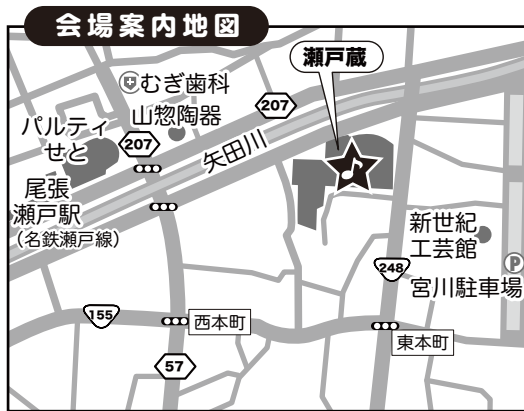 会場案内地図
瀬戸蔵
むぎ歯科
山惣陶器
207
パルティ
せと
207
矢田川
尾張
瀬戸駅
(名鉄瀬戸線)
新世紀
工芸館
P
248
宮川駐車場
155
西本町
東本町
57